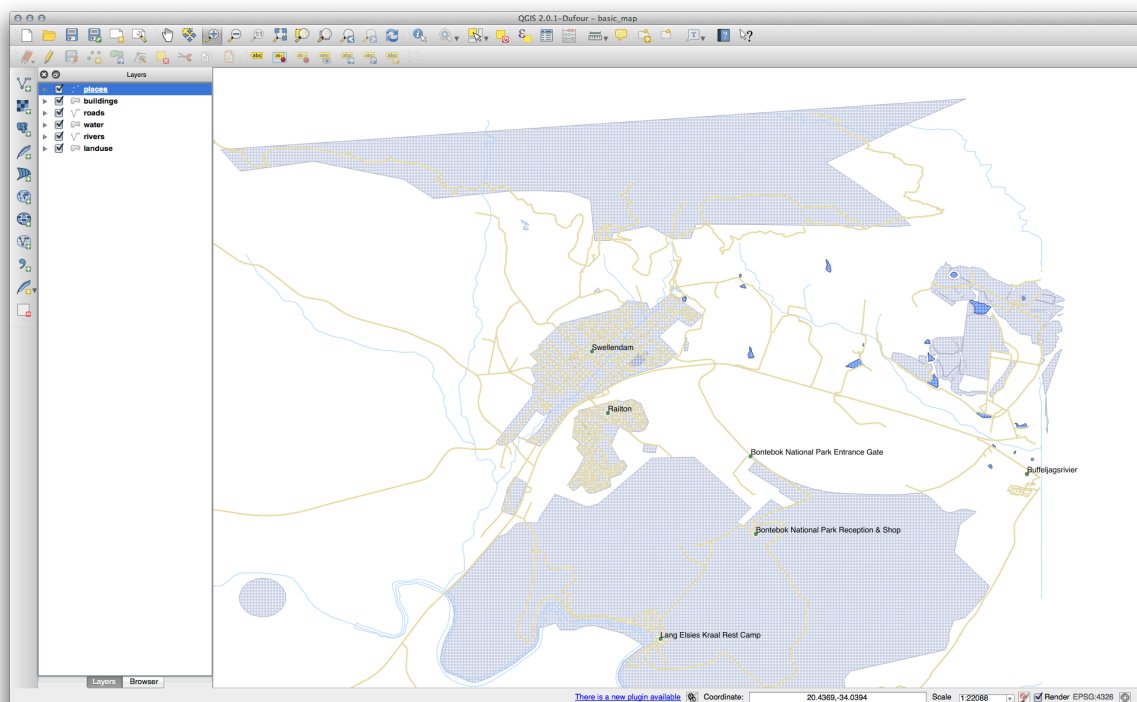 QGIS 2.0.1-Dufour - basic_map
Layers
places
buildings
roads
water
rivers
landuse
Swellendam
Railton
Bontebok National Park Entrance Gate
Buffeljagsrivier
Bontebok National Park Reception & Shop
Lang Elsies Kraal Rest Camp
Layers Browser
There is a new plugin available Coordinate: 20.4369,-34.0394 Scale 1:22088 Render EPSG:4326